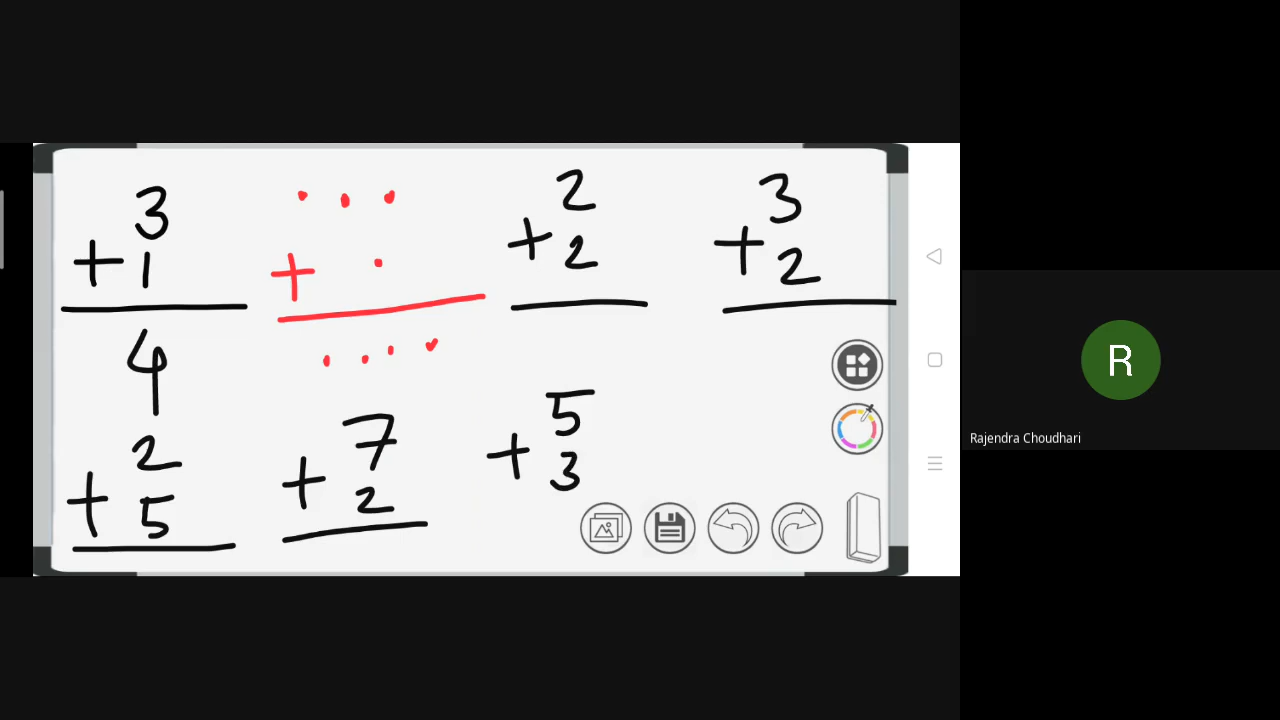 3 2 3
+ 1 + + 2 + 2
4
2 7 5
+ 5 + 2 + 3
R
Rajendra Choudhari